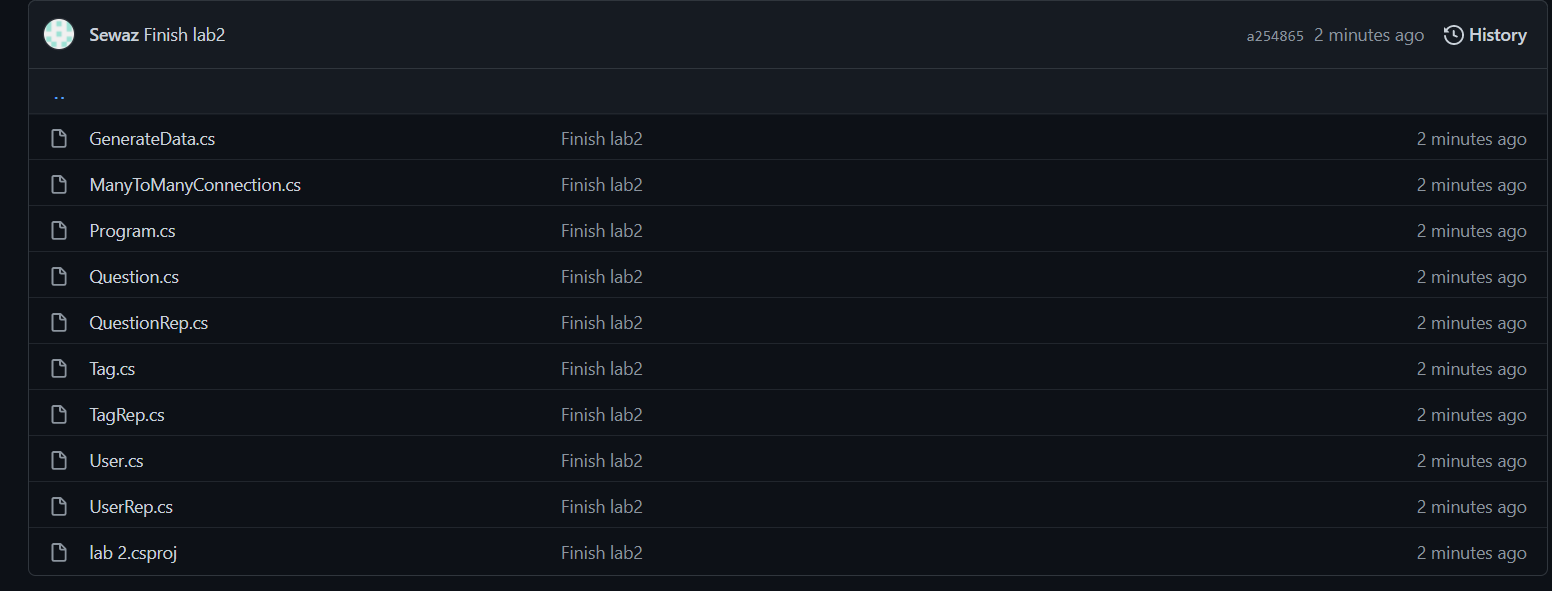 Sewaz Finish lab2 a254865 2 minutes ago History
..
GenerateData.cs Finish lab2 2 minutes ago
ManyToManyConnection.cs Finish lab2 2 minutes ago
Program.cs Finish lab2 2 minutes ago
Question.cs Finish lab2 2 minutes ago
QuestionRep.cs Finish lab2 2 minutes ago
Tag.cs Finish lab2 2 minutes ago
TagRep.cs Finish lab2 2 minutes ago
User.cs Finish lab2 2 minutes ago
UserRep.cs Finish lab2 2 minutes ago
lab 2.csproj Finish lab2 2 minutes ago